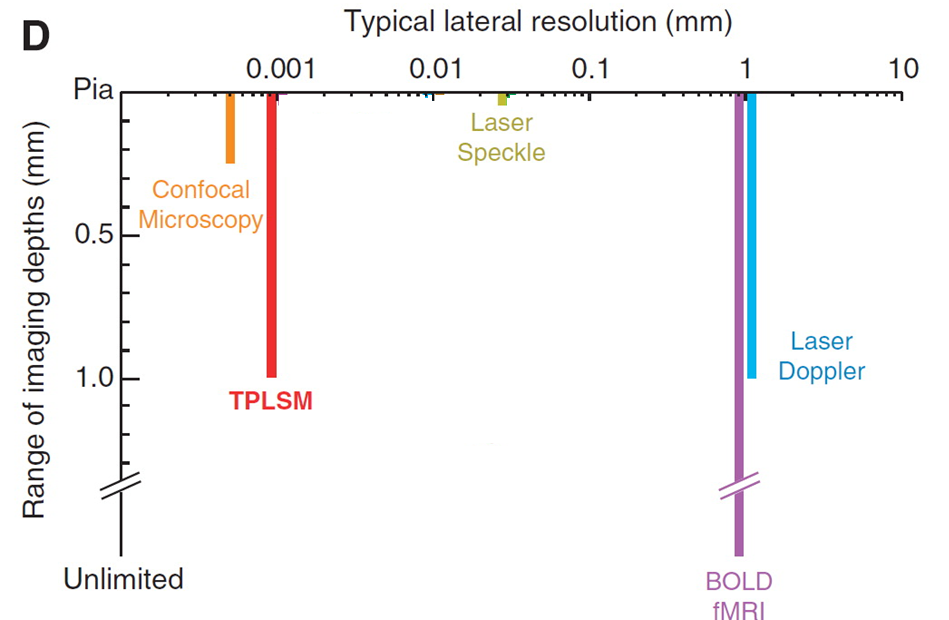 D
Typical lateral resolution (mm)
0.001 0.01 0.1 1 10
Pia
Laser
Speckle
Confocal
Microscopy
0.5
Range of imaging depths (mm)
Laser
Doppler
1.0
TPLSM
Unlimited
BOLD
fMRI